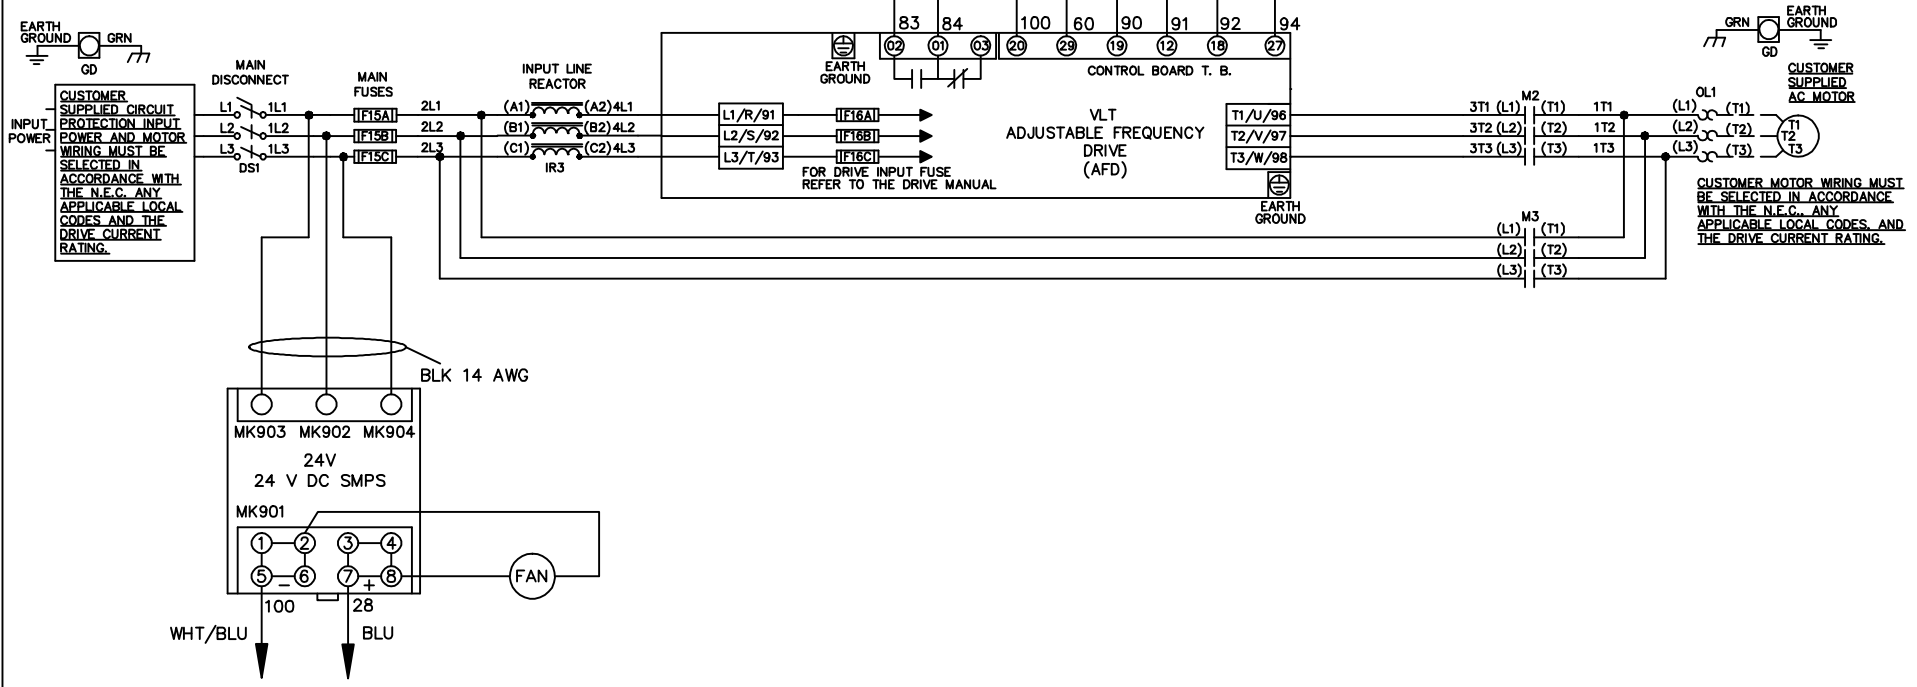 83 84 100 60 90 91 92 94
EARTH
GROUND
GRN
GD
EARTH
GROUND
02 01 03 20 29 19 12 18 27
CONTROL BOARD T. B.
GRN
EARTH
GROUND
GD
MAIN
DISCONNECT
MAIN
FUSES
INPUT LINE
REACTOR
CUSTOMER
SUPPLIED
AC MOTOR
INPUT
POWER
CUSTOMER
SUPPLIED CIRCUIT
PROTECTION INPUT
POWER AND MOTOR
WIRING MUST BE
SELECTED IN
ACCORDANCE WITH
THE N.E.C. ANY
APPLICABLE LOCAL
CODES AND THE
DRIVE CURRENT
RATING.
L1 1L1 F15A 2L1 (A1) (A2) 4L1 L1/R/91 F16A
L2 1L2 F15B 2L2 (B1) (B2) 4L2 L2/S/92 F16B
L3 1L3 F15C 2L3 (C1) (C2) 4L3 L3/T/93 F16C
DS1
IR3
FOR DRIVE INPUT FUSE
REFER TO THE DRIVE MANUAL
VLT
ADJUSTABLE FREQUENCY
DRIVE
(AFD)
M2
OL1
T1/U/96 3T1 (L1) (T1) 1T1 (L1) (T1) T1
T2/V/97 3T2 (L2) (T2) 1T2 (L2) (T2) T2
T3/W/98 3T3 (L3) (T3) 1T3 (L3) (T3) T3
EARTH
GROUND
M3
(L1) (T1)
(L2) (T2)
(L3) (T3)
CUSTOMER MOTOR WIRING MUST
BE SELECTED IN ACCORDANCE
WITH THE N.E.C., ANY
APPLICABLE LOCAL CODES, AND
THE DRIVE CURRENT RATING.
BLK 14 AWG
MK903 MK902 MK904
24V
24 V DC SMPS
MK901
1 2 3 4
5 6 7 8
− +
FAN
100 28
WHT/BLU BLU